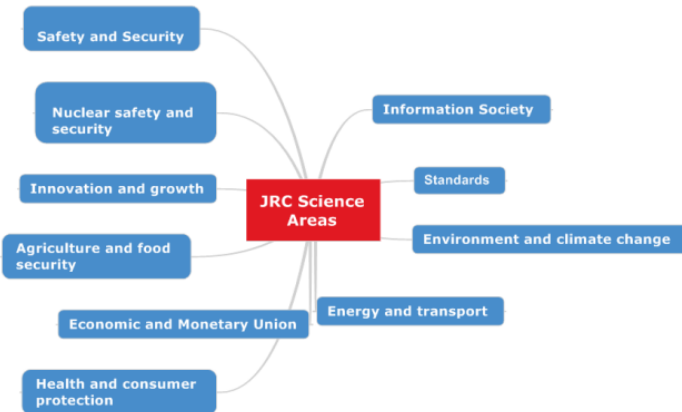 Safety and Security
Nuclear safety and
security
Innovation and growth
Agriculture and food
security
Economic and Monetary Union
Health and consumer
protection
JRC Science
Areas
Information Society
Standards
Environment and climate change
Energy and transport